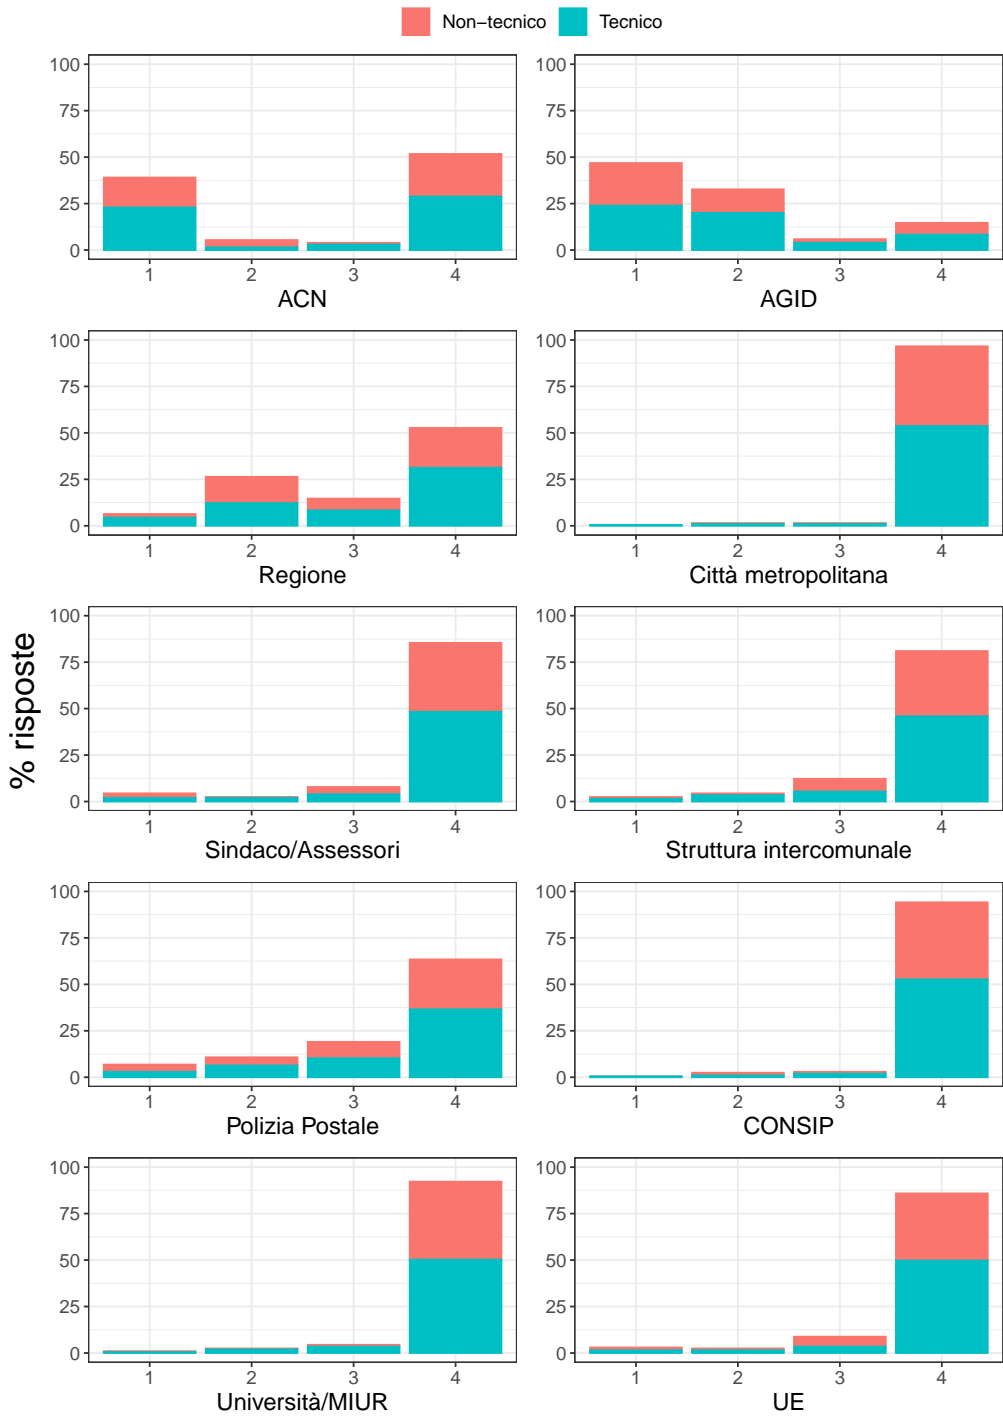 Non−tecnico Tecnico
100
75
50
25
0
1 2 3 4
ACN
100
75
50
25
0
1 2 3 4
AGID
100
75
50
25
0
1 2 3 4
Regione
100
75
50
25
0
1 2 3 4
Città metropolitana
% risposte
100
75
50
25
0
1 2 3 4
Sindaco/Assessori
100
75
50
25
0
1 2 3 4
Struttura intercomunale
100
75
50
25
0
1 2 3 4
Polizia Postale
100
75
50
25
0
1 2 3 4
CONSIP
100
75
50
25
0
1 2 3 4
Università/MIUR
100
75
50
25
0
1 2 3 4
UE